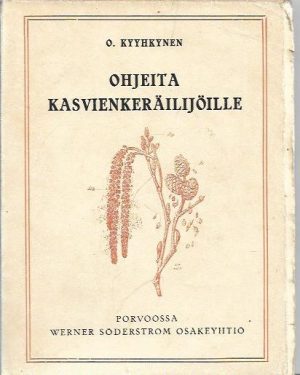 O. KYYHKYNEN
OHJEITA
KASVIENKERÄILIJÖILLE
PORVOOSSA
WERNER SÖDERSTRÖM OSAKEYHTIÖ